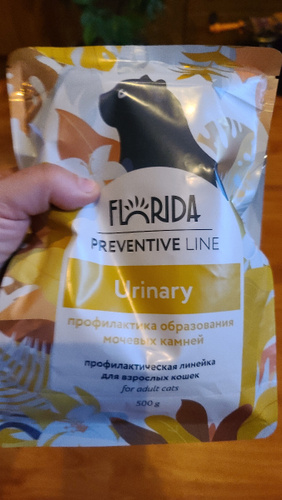 FLORIDA
PREVENTIVE LINE
Urinary
профилактика образования
мочевых камней
профилактическая линейка
для взрослых кошек
for adult cats
500 g